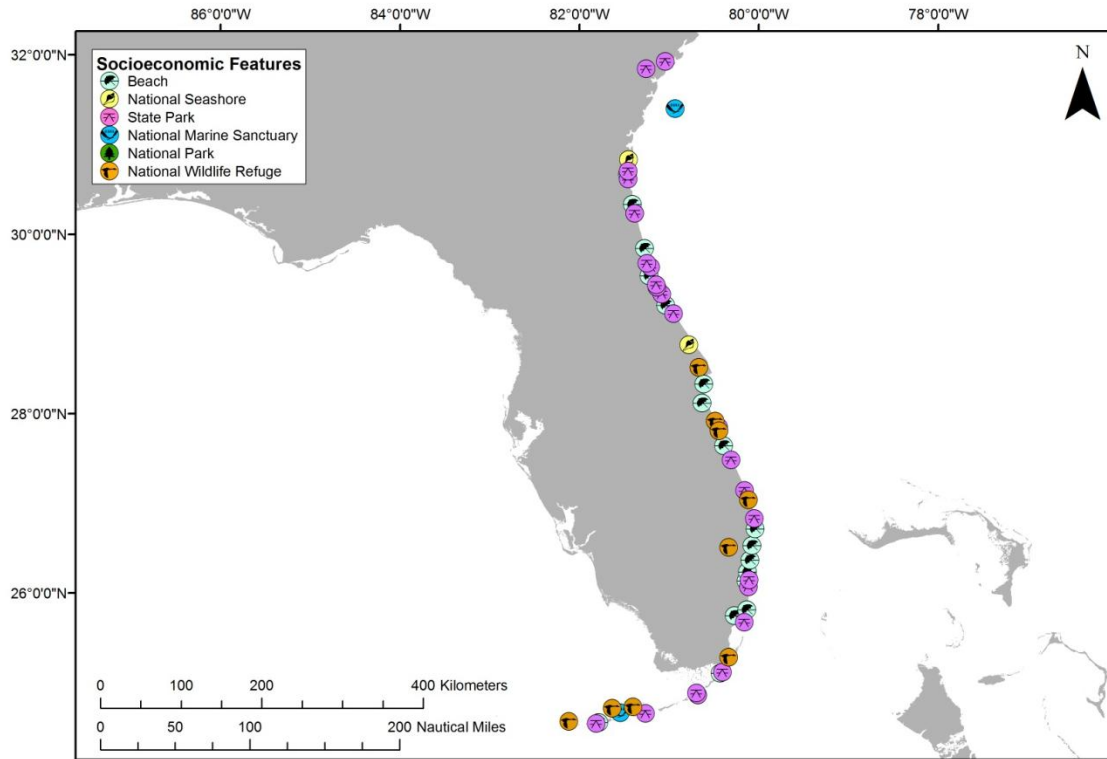 86°0'0"W 84°0'0"W 82°0'0"W 80°0'0"W 78°0'0"W
32°0'0"N
Socioeconomic Features
Beach
National Seashore
State Park
National Marine Sanctuary
National Park
National Wildlife Refuge
N
30°0'0"N
28°0'0"N
26°0'0"N
0 100 200 400 Kilometers
0 50 100 200 Nautical Miles